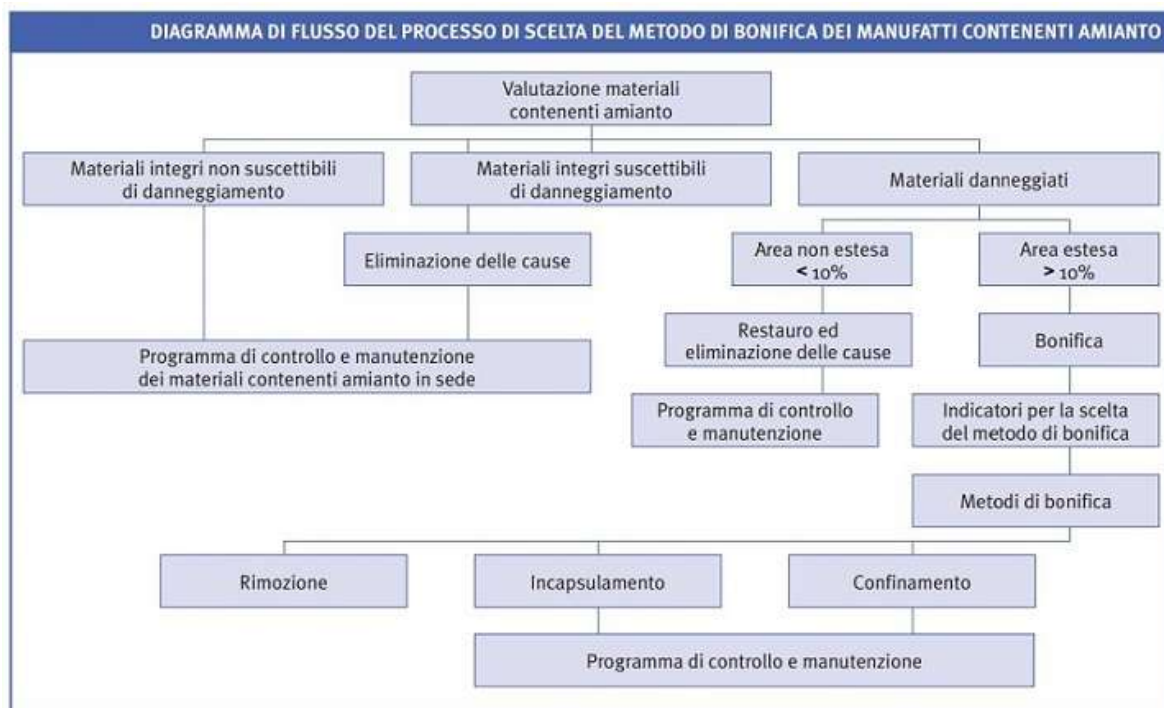 DIAGRAMMA DI FLUSSO DEL PROCESSO DI SCELTA DEL METODO DI BONIFICA DEI MANUFATTI CONTENENTI AMIANTO
Valutazione materiali
contenenti amianto
Materiali integri non suscettibili
di danneggiamento
Materiali integri suscettibili
di danneggiamento
Materiali danneggiati
Eliminazione delle cause
Area non estesa
< 10%
Area estesa
> 10%
Programma di controllo e manutenzione
dei materiali contenenti amianto in sede
Restauro ed
eliminazione delle cause
Bonifica
Programma di controllo
e manutenzione
Indicatori per la scelta
del metodo di bonifica
Metodi di bonifica
Rimozione
Incapsulamento
Confinamento
Programma di controllo e manutenzione